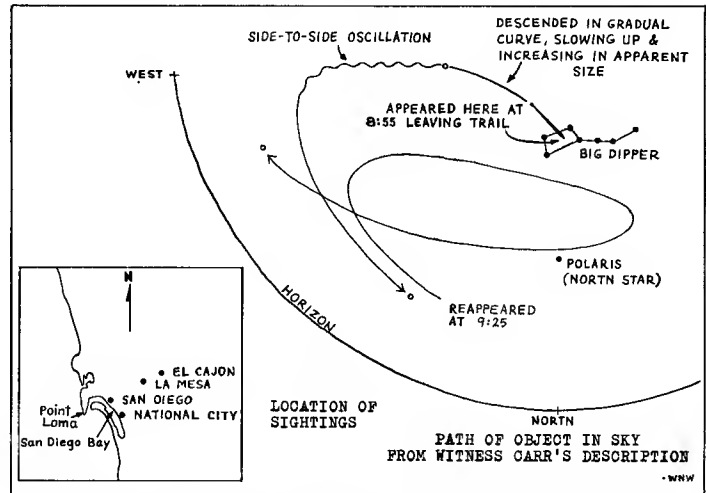 DESCENDED IN GRADUAL
CURVE, SLOWING UP &
INCREASING IN APPARENT
SIZE
SIDE-TO-SIDE OSCILLATION
WEST
APPEARED HERE AT
8:55 LEAVING TRAIL
BIG DIPPER
POLARIS
(NORTH STAR)
HORIZON
REAPPEARED
AT 9:25
N
EL CAJON
LA MESA
SAN DIEGO
NATIONAL CITY
Point
Loma
San Diego Bay
LOCATION OF
SIGHTINGS
NORTH
PATH OF OBJECT IN SKY
FROM WITNESS CARR'S DESCRIPTION
-WNW